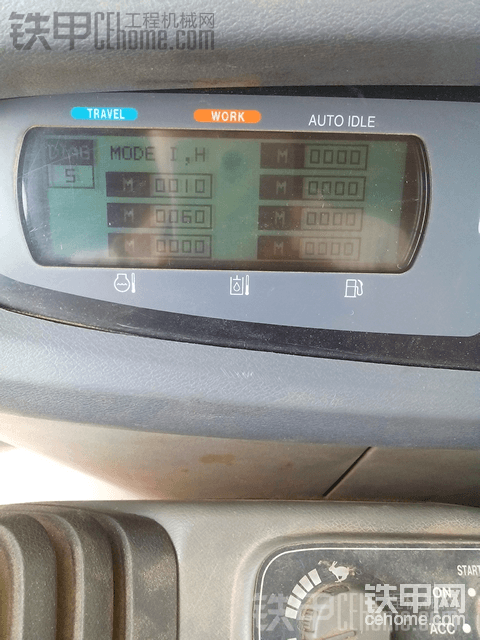 铁甲 工程机械网
CEhome.com
TRAVEL WORK AUTO IDLE
DIAG MODE I,H M 0000
5 M 0010 M 0000
M 0060 M 0000
M 0000 M 0000
START
ON
ACC
铁甲网
cehome.com